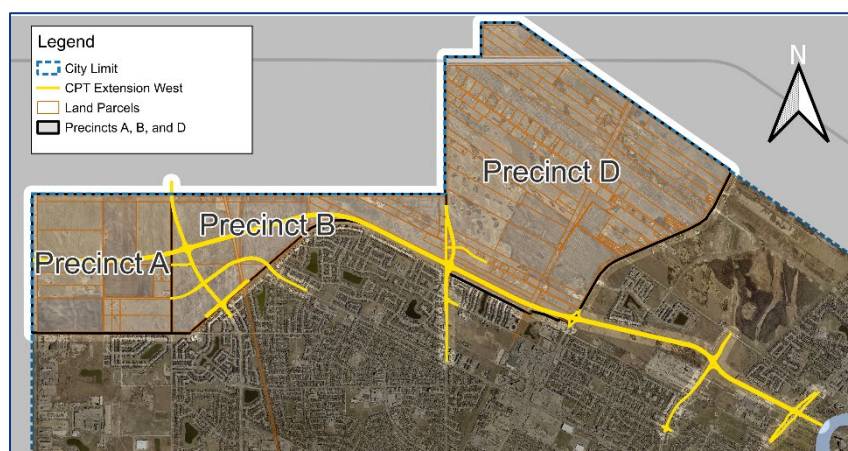 Legend
City Limit
CPT Extension West
Land Parcels
Precincts A, B, and D
N
Precinct D
Precinct B
Precinct A